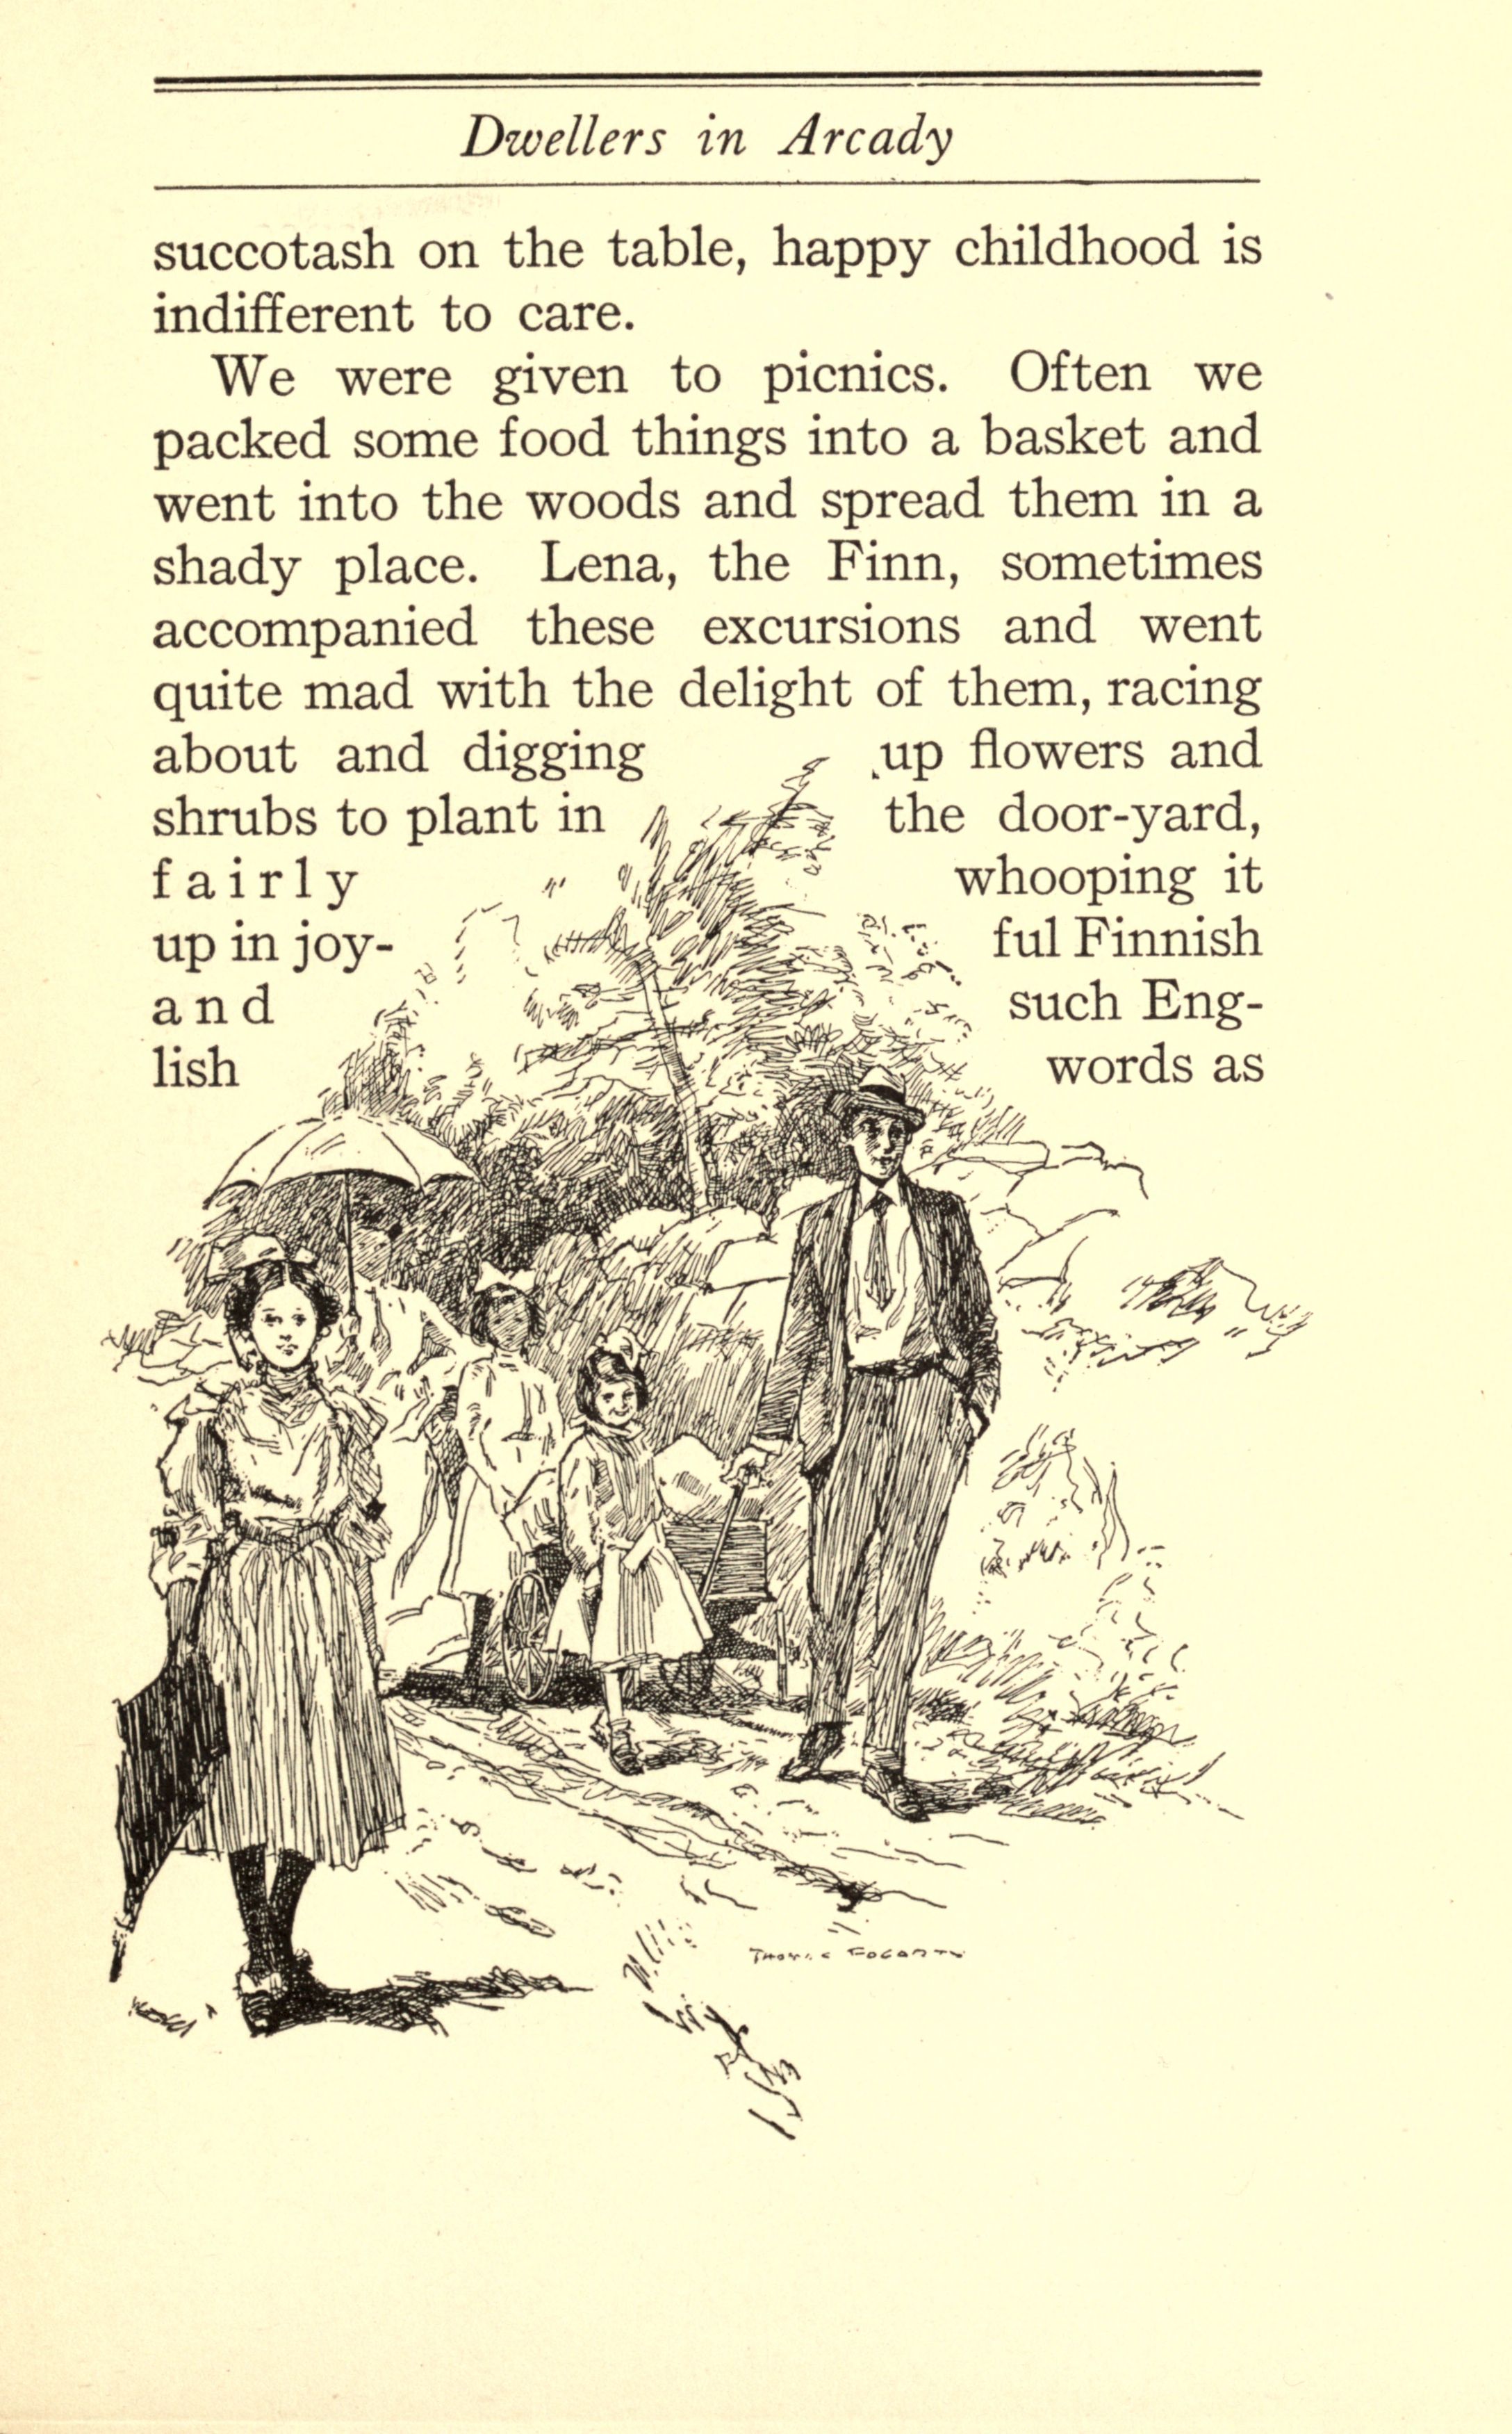 Dwellers in Arcady
succotash on the table, happy childhood is
indifferent to care.
We were given to picnics. Often we
packed some food things into a basket and
went into the woods and spread them in a
shady place. Lena, the Finn, sometimes
accompanied these excursions and went
quite mad with the delight of them, racing
about and digging up flowers and
shrubs to plant in the door-yard,
fairly whooping it
up in joy- ful Finnish
and such Eng-
lish words as
THOMAS FOGARTY